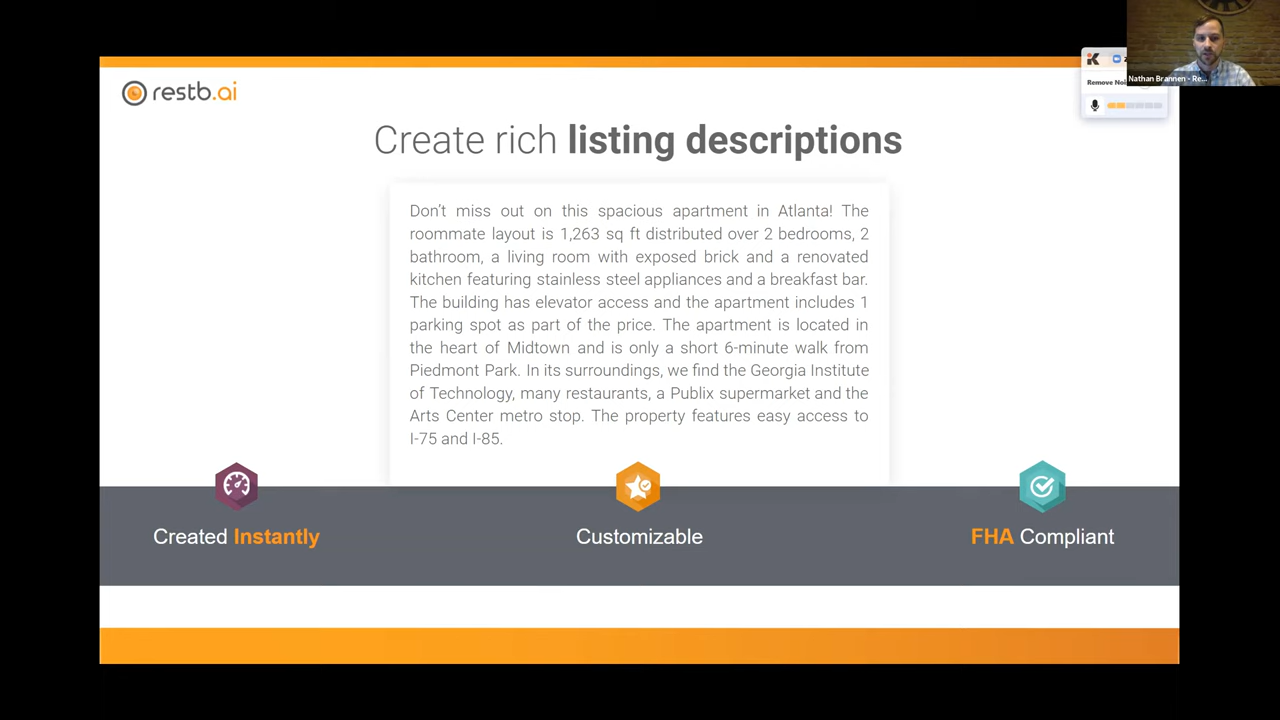 restb.ai
Create rich listing descriptions
Don't miss out on this spacious apartment in Atlanta! The
roommate layout is 1,263 sq ft distributed over 2 bedrooms, 2
bathroom, a living room with exposed brick and a renovated
kitchen featuring stainless steel appliances and a breakfast bar.
The building has elevator access and the apartment includes 1
parking spot as part of the price. The apartment is located in
the heart of Midtown and is only a short 6-minute walk from
Piedmont Park. In its surroundings, we find the Georgia Institute
of Technology, many restaurants, a Publix supermarket and the
Arts Center metro stop. The property features easy access to
I-75 and I-85.
Created Instantly
Customizable
FHA Compliant
Remove
Nathan Brannen - Re...